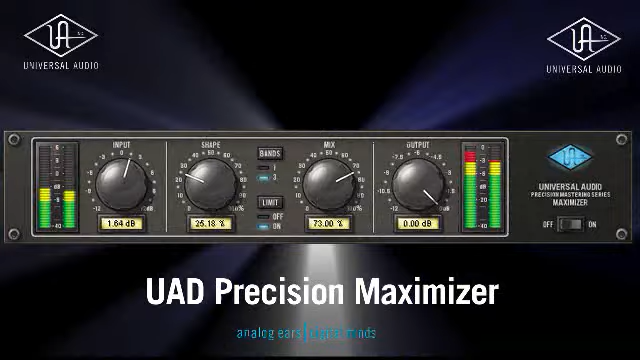 UNIVERSAL AUDIO
UNIVERSAL AUDIO
INPUT
SHAPE
MIX
OUTPUT
BANDS
1
3
LIMIT
OFF
ON
1.64 dB
25.18 %
73.00 %
0.00 dB
UNIVERSAL AUDIO
PRECISION MASTERING SERIES
MAXIMIZER
OFF
ON
UAD Precision Maximizer
analog ears | digital minds